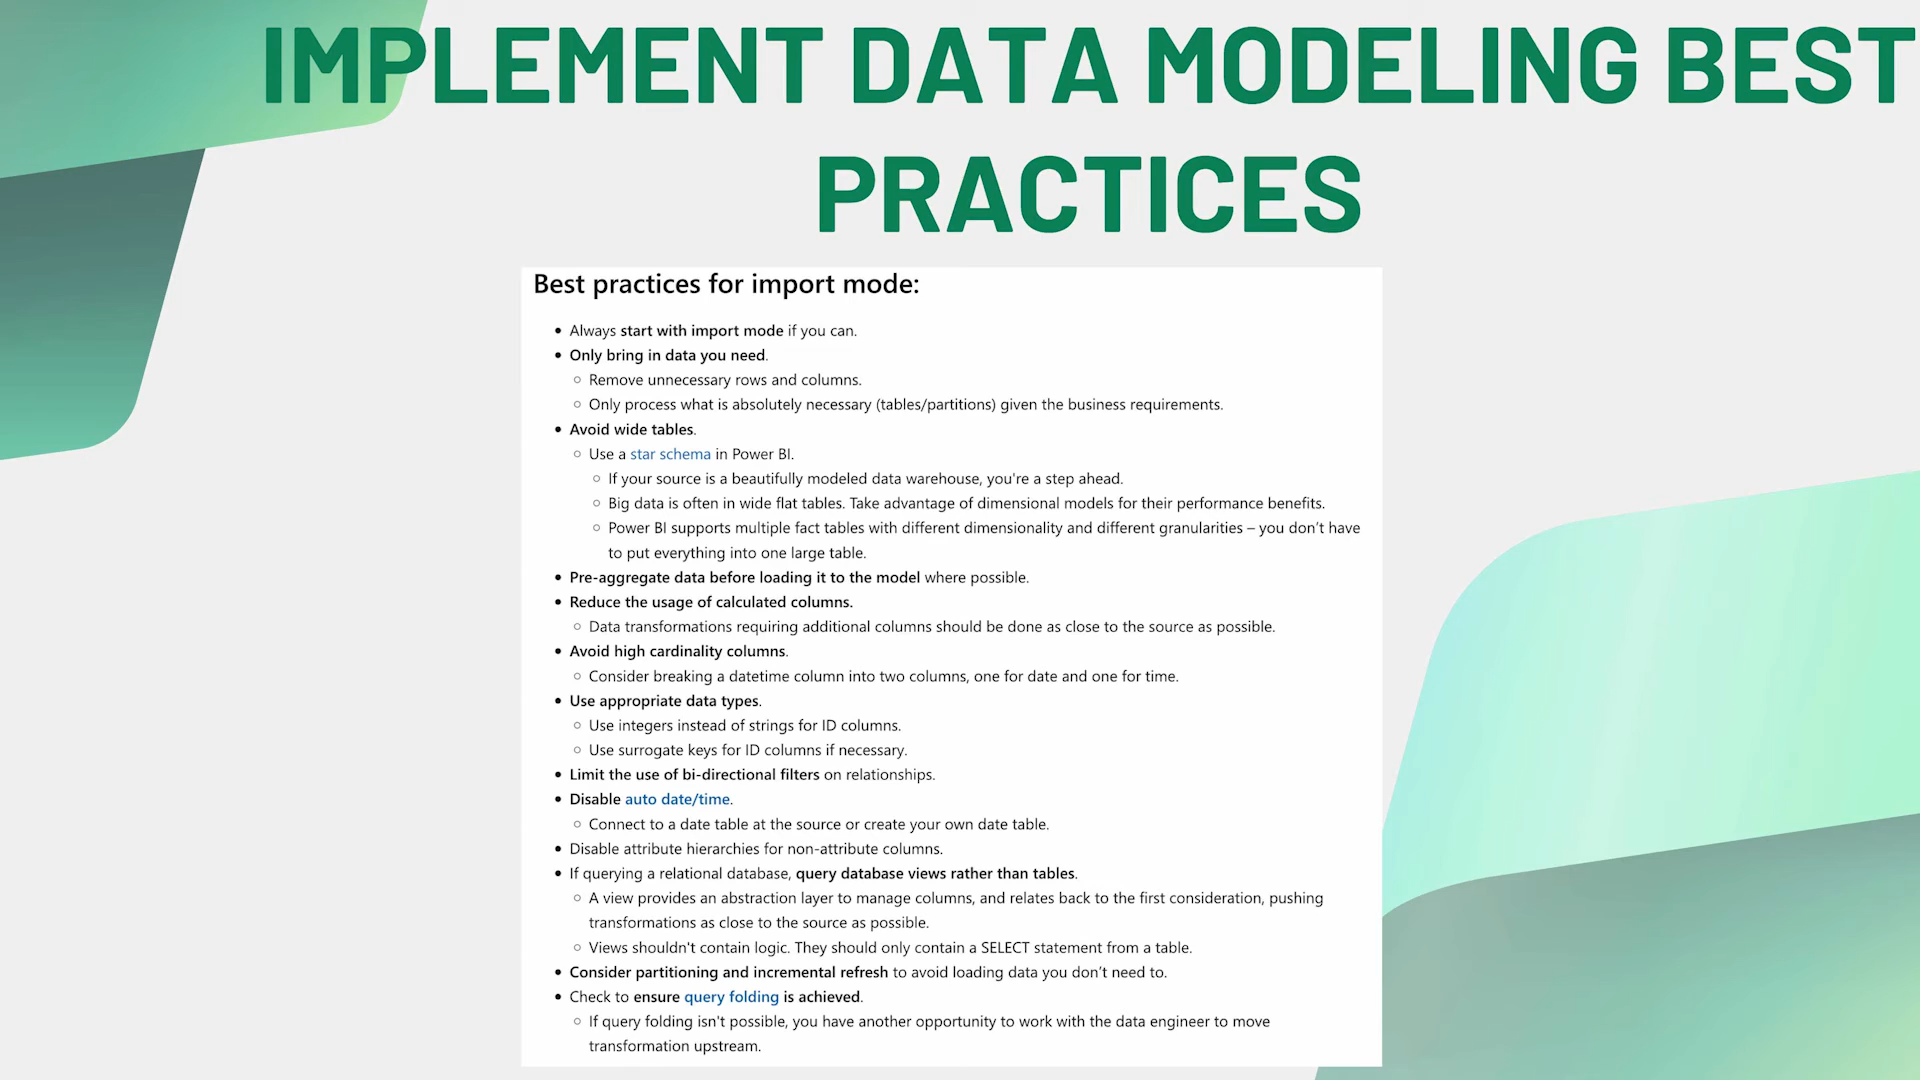 IMPLEMENT DATA MODELING BEST
PRACTICES
Best practices for import mode:
• Always start with import mode if you can.
• Only bring in data you need.
○ Remove unnecessary rows and columns.
○ Only process what is absolutely necessary (tables/partitions) given the business requirements.
• Avoid wide tables.
○ Use a star schema in Power BI.
○ If your source is a beautifully modeled data warehouse, you're a step ahead.
○ Big data is often in wide flat tables. Take advantage of dimensional models for their performance benefits.
○ Power BI supports multiple fact tables with different dimensionality and different granularities – you don't have
to put everything into one large table.
• Pre-aggregate data before loading it to the model where possible.
• Reduce the usage of calculated columns.
○ Data transformations requiring additional columns should be done as close to the source as possible.
• Avoid high cardinality columns.
○ Consider breaking a datetime column into two columns, one for date and one for time.
• Use appropriate data types.
○ Use integers instead of strings for ID columns.
○ Use surrogate keys for ID columns if necessary.
• Limit the use of bi-directional filters on relationships.
• Disable auto date/time.
○ Connect to a date table at the source or create your own date table.
• Disable attribute hierarchies for non-attribute columns.
• If querying a relational database, query database views rather than tables.
○ A view provides an abstraction layer to manage columns, and relates back to the first consideration, pushing
transformations as close to the source as possible.
○ Views shouldn't contain logic. They should only contain a SELECT statement from a table.
• Consider partitioning and incremental refresh to avoid loading data you don't need to.
• Check to ensure query folding is achieved.
○ If query folding isn't possible, you have another opportunity to work with the data engineer to move
transformation upstream.